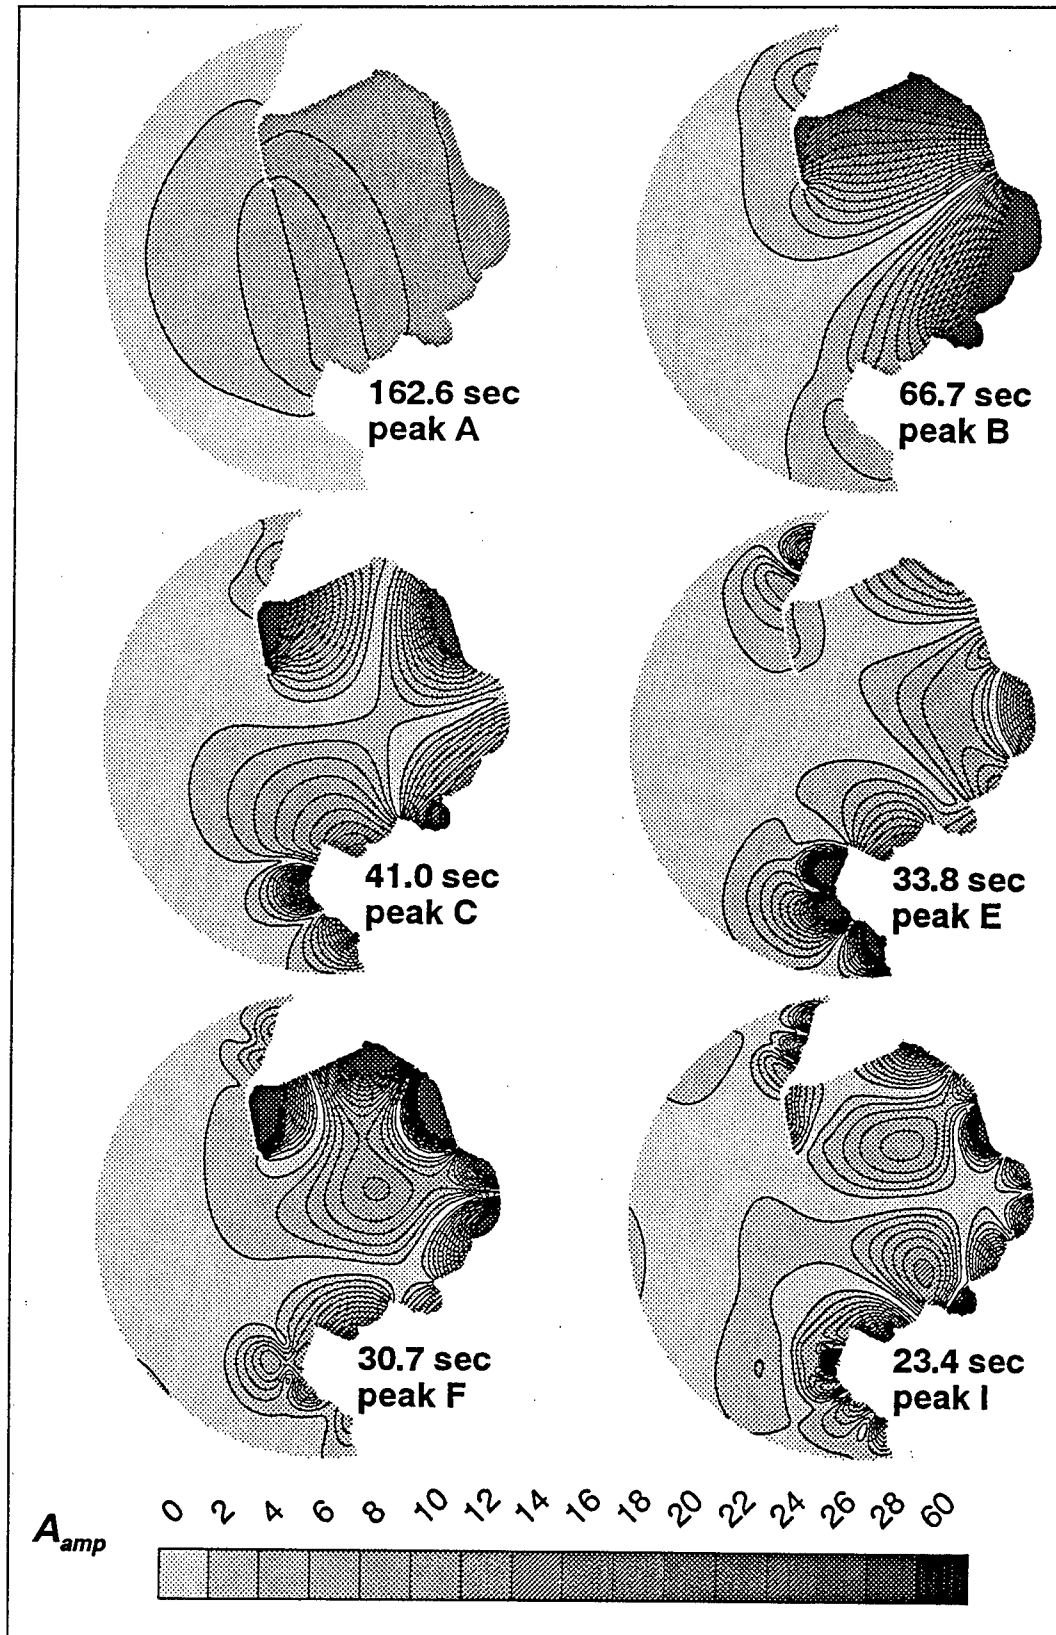 162.6 sec
peak A
66.7 sec
peak B
41.0 sec
peak C
33.8 sec
peak E
30.7 sec
peak F
23.4 sec
peak I
0 2 4 6 8 10 12 14 16 18 20 22 24 26 28 60
A_amp